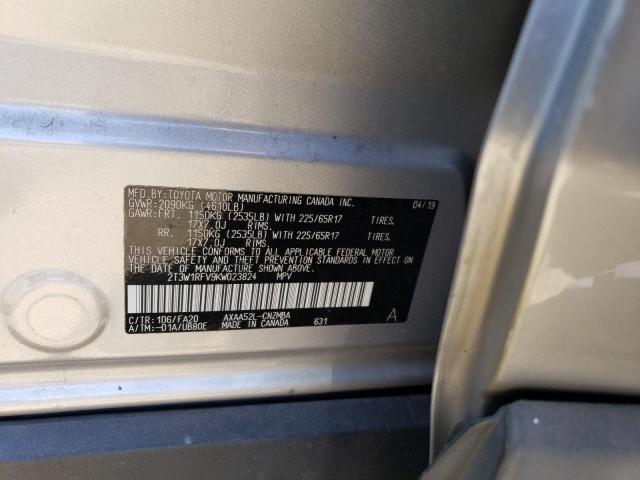 MFD.BY:TOYOTA MOTOR MANUFACTURING CANADA INC.
GVWR:2090KG (4610LB) 04/19
GAWR:FRT. 1150KG (2535LB) WITH 225/65R17 TIRES.
17X7.0J RIMS.
RR. 1150KG (2535LB) WITH 225/65R17 TIRES.
17X7.0J RIMS.
THIS VEHICLE CONFORMS TO ALL APPLICABLE FEDERAL MOTOR
VEHICLE SAFETY AND THEFT PREVENTION STANDARDS IN
EFFECT ON THE DATE OF MANUFACTURE SHOWN ABOVE.
2T3W1RFV9KW023824 MPV
C/TR:1D6/FA20 AXAA52L-CNZMBA A
A/TM:-01A/UB80E MADE IN CANADA 631